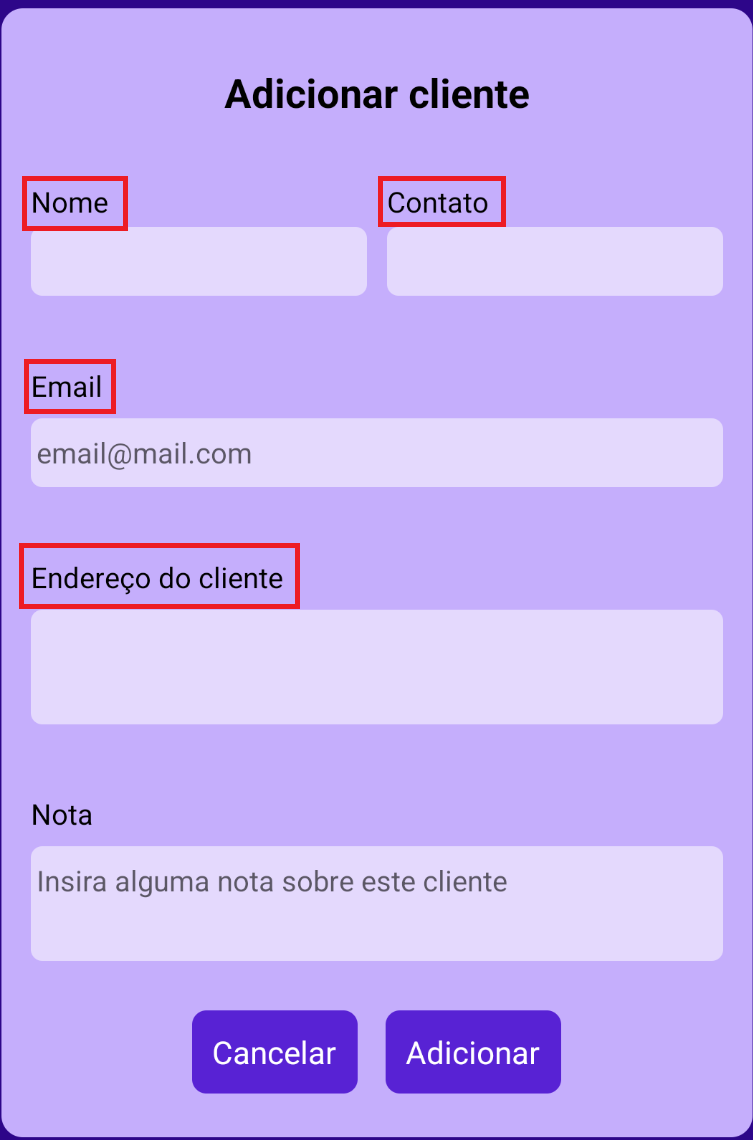 Adicionar cliente
Nome
Contato
Email
email@mail.com
Endereço do cliente
Nota
Insira alguma nota sobre este cliente
Cancelar
Adicionar